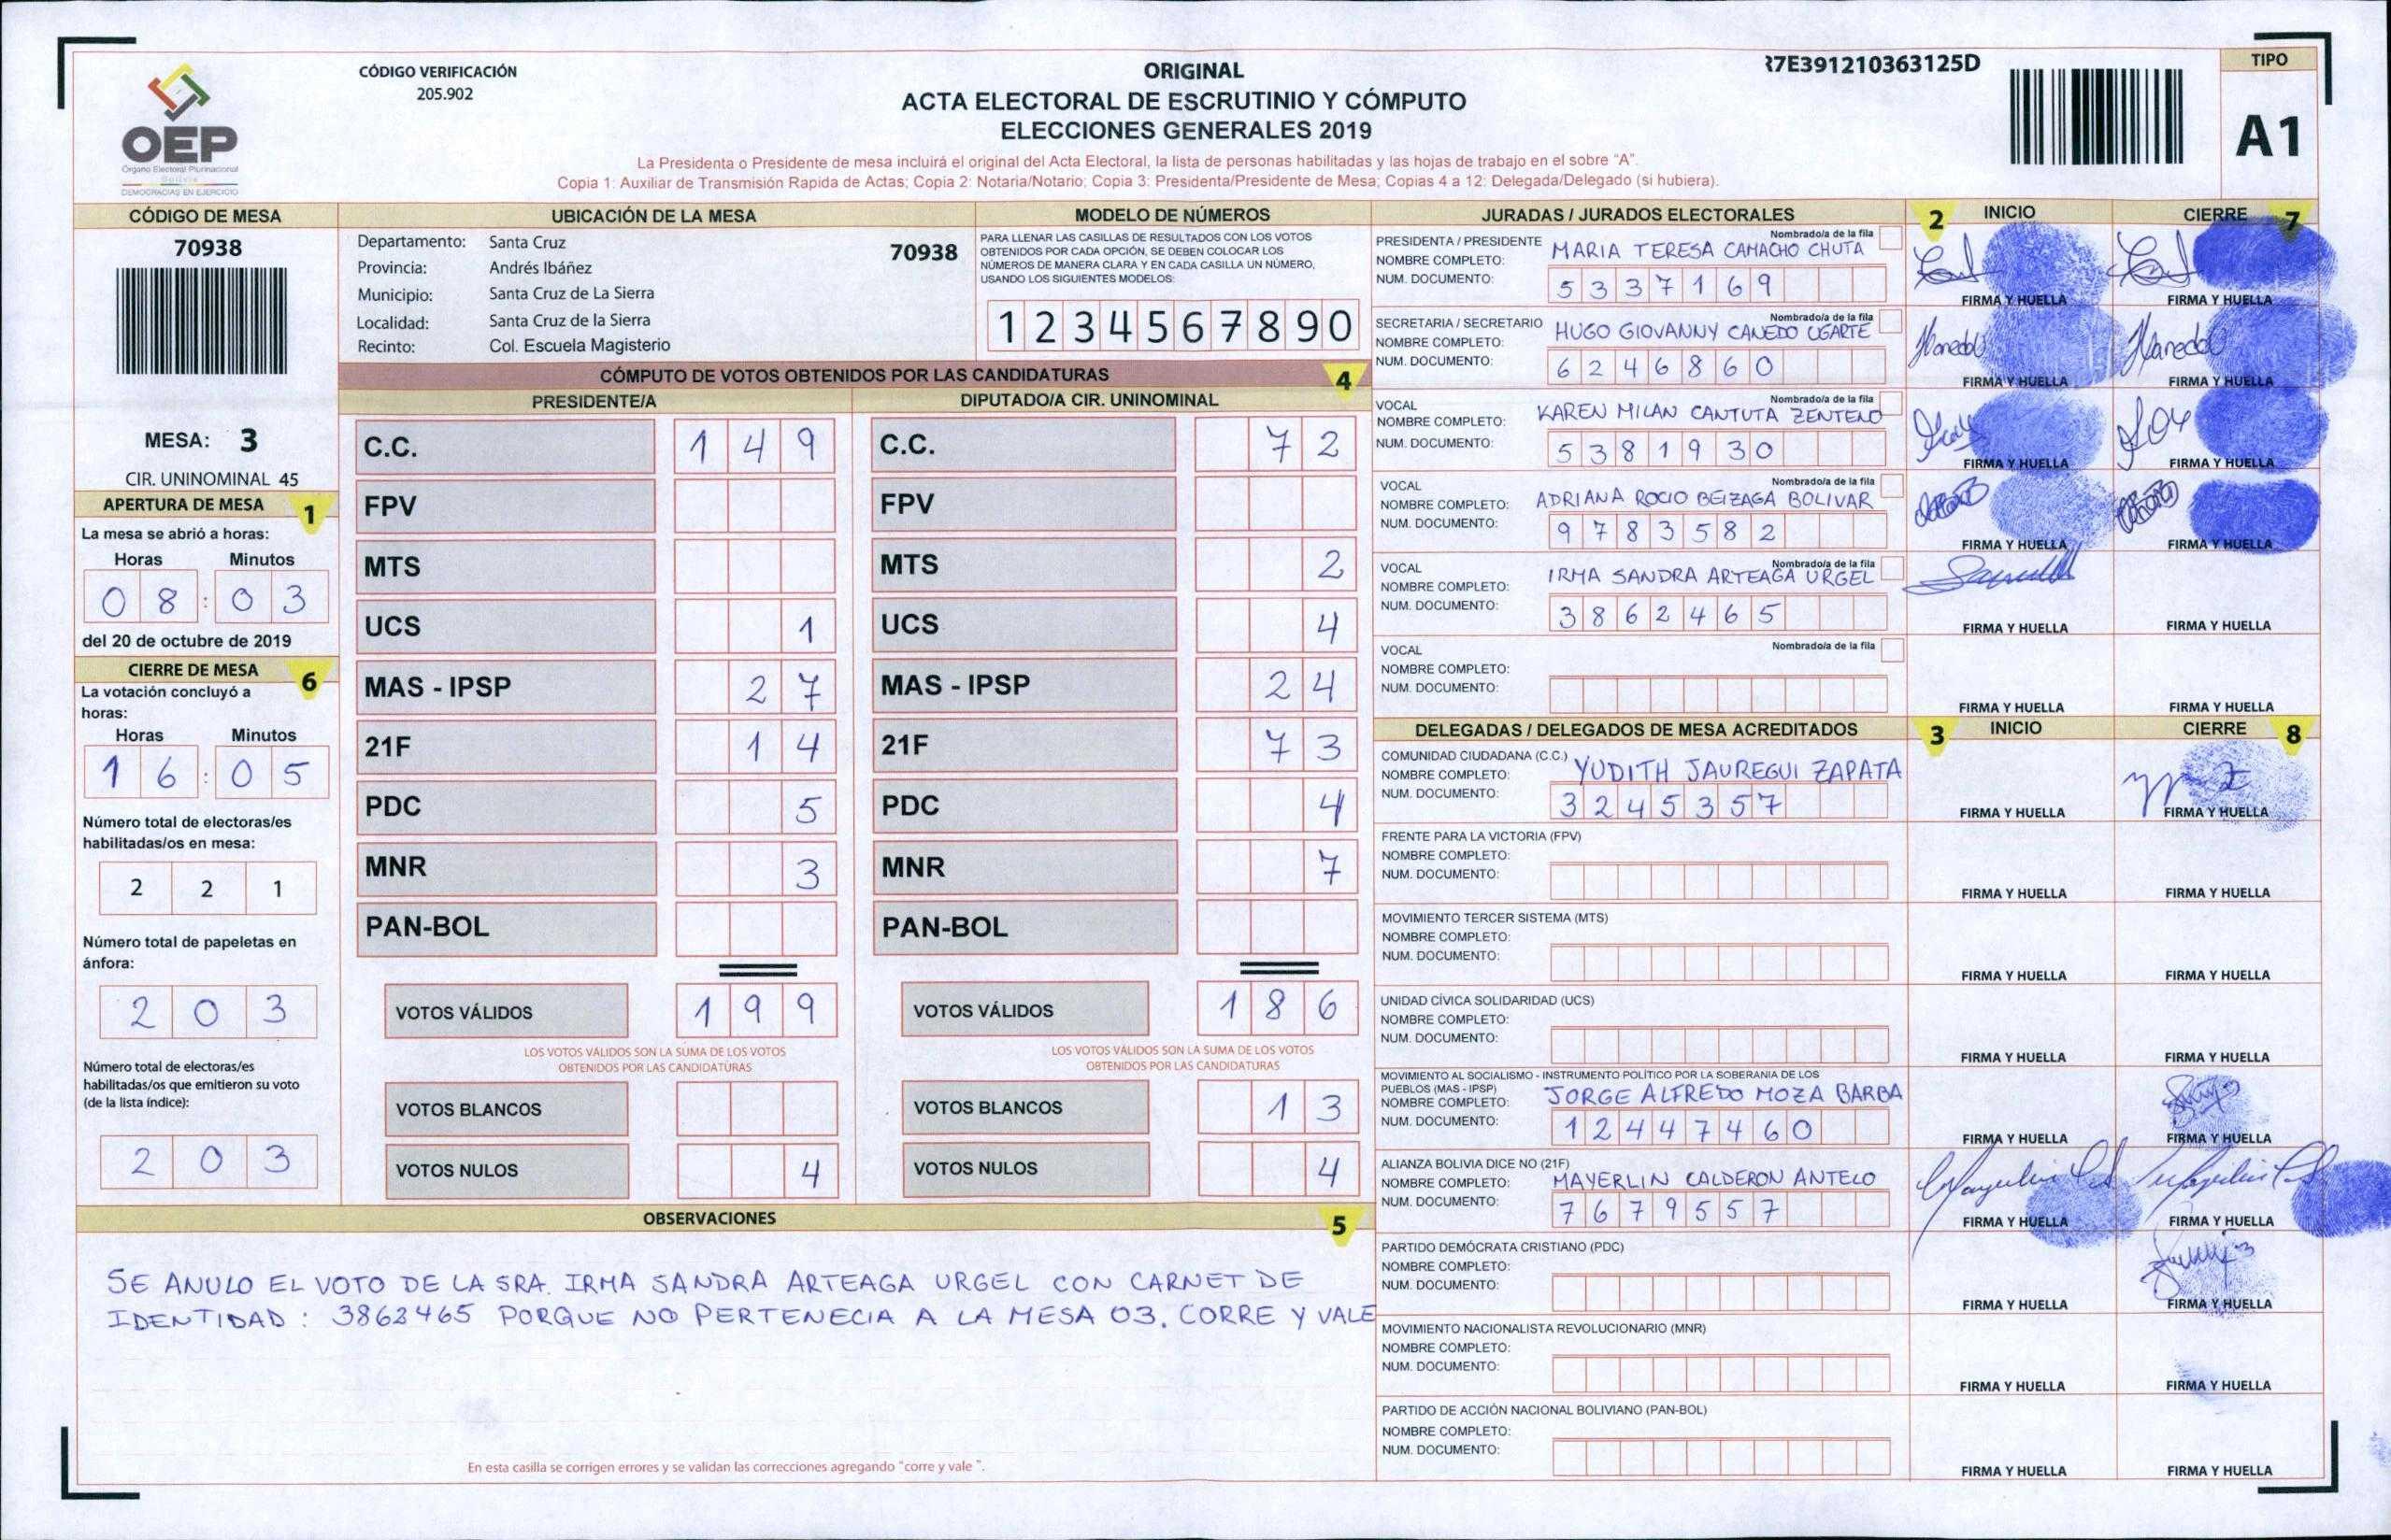 CÓDIGO VERIFICACIÓN
205.902
OEP
Órgano Electoral Plurinacional
BOLIVIA
DEMOCRACIAS EN EJERCICIO
ORIGINAL
ACTA ELECTORAL DE ESCRUTINIO Y CÓMPUTO
ELECCIONES GENERALES 2019
La Presidenta o Presidente de mesa incluirá el original del Acta Electoral, la lista de personas habilitadas y las hojas de trabajo en el sobre "A".
Copia 1: Auxiliar de Transmisión Rapida de Actas; Copia 2: Notaria/Notario; Copia 3: Presidenta/Presidente de Mesa; Copias 4 a 12: Delegada/Delegado (si hubiera).
7E391210363125D
TIPO
A1
CÓDIGO DE MESA
70938
MESA: 3
CIR. UNINOMINAL 45
APERTURA DE MESA 1
La mesa se abrió a horas:
Horas Minutos
08:03
del 20 de octubre de 2019
CIERRE DE MESA 6
La votación concluyó a
horas:
Horas Minutos
16:05
Número total de electoras/es
habilitadas/os en mesa:
2 2 1
Número total de papeletas en
ánfora:
2 0 3
Número total de electoras/es
habilitadas/os que emitieron su voto
(de la lista índice):
2 0 3
UBICACIÓN DE LA MESA
Departamento: Santa Cruz 70938
Provincia: Andrés Ibáñez
Municipio: Santa Cruz de La Sierra
Localidad: Santa Cruz de la Sierra
Recinto: Col. Escuela Magisterio
MODELO DE NÚMEROS
PARA LLENAR LAS CASILLAS DE RESULTADOS CON LOS VOTOS
OBTENIDOS POR CADA OPCIÓN, SE DEBEN COLOCAR LOS
NÚMEROS DE MANERA CLARA Y EN CADA CASILLA UN NÚMERO,
USANDO LOS SIGUIENTES MODELOS:
1 2 3 4 5 6 7 8 9 0
CÓMPUTO DE VOTOS OBTENIDOS POR LAS CANDIDATURAS 4
PRESIDENTE/A
C.C. 1 4 9
FPV
MTS
UCS 1
MAS - IPSP 2 7
21F 1 4
PDC 5
MNR 3
PAN-BOL
VOTOS VÁLIDOS 1 9 9
LOS VOTOS VÁLIDOS SON LA SUMA DE LOS VOTOS
OBTENIDOS POR LAS CANDIDATURAS
VOTOS BLANCOS
VOTOS NULOS 4
DIPUTADO/A CIR. UNINOMINAL
C.C. 7 2
FPV
MTS 2
UCS 4
MAS - IPSP 2 4
21F 7 3
PDC 4
MNR 7
PAN-BOL
VOTOS VÁLIDOS 1 8 6
LOS VOTOS VÁLIDOS SON LA SUMA DE LOS VOTOS
OBTENIDOS POR LAS CANDIDATURAS
VOTOS BLANCOS 1 3
VOTOS NULOS 4
OBSERVACIONES 5
SE ANULO EL VOTO DE LA SRA. IRMA SANDRA ARTEAGA URGEL CON CARNET DE
IDENTIDAD : 3862465 PORQUE NO PERTENECIA A LA MESA 03. CORRE Y VALE
En esta casilla se corrigen errores y se validan las correcciones agregando "corre y vale ".
JURADAS / JURADOS ELECTORALES 2 INICIO CIERRE 7
Nombrado/a de la fila
PRESIDENTA / PRESIDENTE
NOMBRE COMPLETO: MARIA TERESA CAMACHO CHUTA
NUM. DOCUMENTO: 5337169
FIRMA Y HUELLA FIRMA Y HUELLA
Nombrado/a de la fila
SECRETARIA / SECRETARIO
NOMBRE COMPLETO: HUGO GIOVANNY CANEDO UGARTE
NUM. DOCUMENTO: 6246860
FIRMA Y HUELLA FIRMA Y HUELLA
Nombrado/a de la fila
VOCAL
NOMBRE COMPLETO: KAREN MILAN CANTUTA ZENTENO
NUM. DOCUMENTO: 5381930
FIRMA Y HUELLA FIRMA Y HUELLA
Nombrado/a de la fila
VOCAL
NOMBRE COMPLETO: ADRIANA ROCIO BEIZAGA BOLIVAR
NUM. DOCUMENTO: 9783582
FIRMA Y HUELLA FIRMA Y HUELLA
Nombrado/a de la fila
VOCAL
NOMBRE COMPLETO: IRMA SANDRA ARTEAGA URGEL
NUM. DOCUMENTO: 3862465
FIRMA Y HUELLA FIRMA Y HUELLA
Nombrado/a de la fila
VOCAL
NOMBRE COMPLETO:
NUM. DOCUMENTO:
FIRMA Y HUELLA FIRMA Y HUELLA
DELEGADAS / DELEGADOS DE MESA ACREDITADOS 3 INICIO CIERRE 8
COMUNIDAD CIUDADANA (C.C.)
NOMBRE COMPLETO: YUDITH JAUREGUI ZAPATA
NUM. DOCUMENTO: 3245357
FIRMA Y HUELLA FIRMA Y HUELLA
FRENTE PARA LA VICTORIA (FPV)
NOMBRE COMPLETO:
NUM. DOCUMENTO:
FIRMA Y HUELLA FIRMA Y HUELLA
MOVIMIENTO TERCER SISTEMA (MTS)
NOMBRE COMPLETO:
NUM. DOCUMENTO:
FIRMA Y HUELLA FIRMA Y HUELLA
UNIDAD CÍVICA SOLIDARIDAD (UCS)
NOMBRE COMPLETO:
NUM. DOCUMENTO:
FIRMA Y HUELLA FIRMA Y HUELLA
MOVIMIENTO AL SOCIALISMO - INSTRUMENTO POLÍTICO POR LA SOBERANIA DE LOS
PUEBLOS (MAS - IPSP)
NOMBRE COMPLETO: JORGE ALFREDO MOZA BARBA
NUM. DOCUMENTO: 12447460
FIRMA Y HUELLA FIRMA Y HUELLA
ALIANZA BOLIVIA DICE NO (21F)
NOMBRE COMPLETO: MAYERLIN CALDERON ANTELO
NUM. DOCUMENTO: 7679557
FIRMA Y HUELLA FIRMA Y HUELLA
PARTIDO DEMÓCRATA CRISTIANO (PDC)
NOMBRE COMPLETO:
NUM. DOCUMENTO:
FIRMA Y HUELLA FIRMA Y HUELLA
MOVIMIENTO NACIONALISTA REVOLUCIONARIO (MNR)
NOMBRE COMPLETO:
NUM. DOCUMENTO:
FIRMA Y HUELLA FIRMA Y HUELLA
PARTIDO DE ACCIÓN NACIONAL BOLIVIANO (PAN-BOL)
NOMBRE COMPLETO:
NUM. DOCUMENTO:
FIRMA Y HUELLA FIRMA Y HUELLA